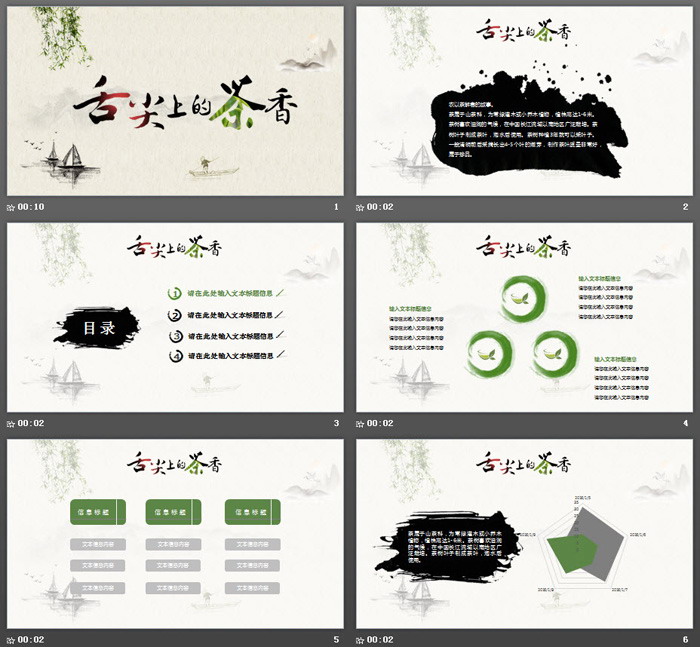 舌尖上的茶香
00:10
1
舌尖上的茶香
农以茶鲜香的故事。
茶属于山茶科，为常绿灌木或小乔木植物，植株高达1-6米。
茶树喜欢湿润的气候，在中国长江流域以南地区广泛栽培。茶
树叶子制成茶叶，泡水后使用。茶树种植3年就可以采叶子。
一般清明前后采摘长出4-5个叶的嫩芽，制作茶叶质量非常好，
属于珍品。
00:02
2
舌尖上的茶香
目录
1 请在此处输入文本标题信息
2 请在此处输入文本标题信息
3 请在此处输入文本标题信息
4 请在此处输入文本标题信息
00:02
3
舌尖上的茶香
输入文本标题信息
请您在此输入文本信息内容
请您在此输入文本信息内容
请您在此输入文本信息内容
请您在此输入文本信息内容
输入文本标题信息
请您在此输入文本信息内容
请您在此输入文本信息内容
请您在此输入文本信息内容
请您在此输入文本信息内容
输入文本标题信息
请您在此输入文本信息内容
请您在此输入文本信息内容
请您在此输入文本信息内容
请您在此输入文本信息内容
00:02
4
舌尖上的茶香
信息标题
信息标题
信息标题
文本信息内容
文本信息内容
文本信息内容
文本信息内容
文本信息内容
文本信息内容
文本信息内容
文本信息内容
文本信息内容
00:02
5
舌尖上的茶香
茶属于山茶科，为常绿灌木或小乔木
植物，植株高达1-6米。茶树喜欢湿润
的气候，在中国长江流域以南地区广
泛栽培。茶树叶子制成茶叶，泡水后
使用。
00:02
6